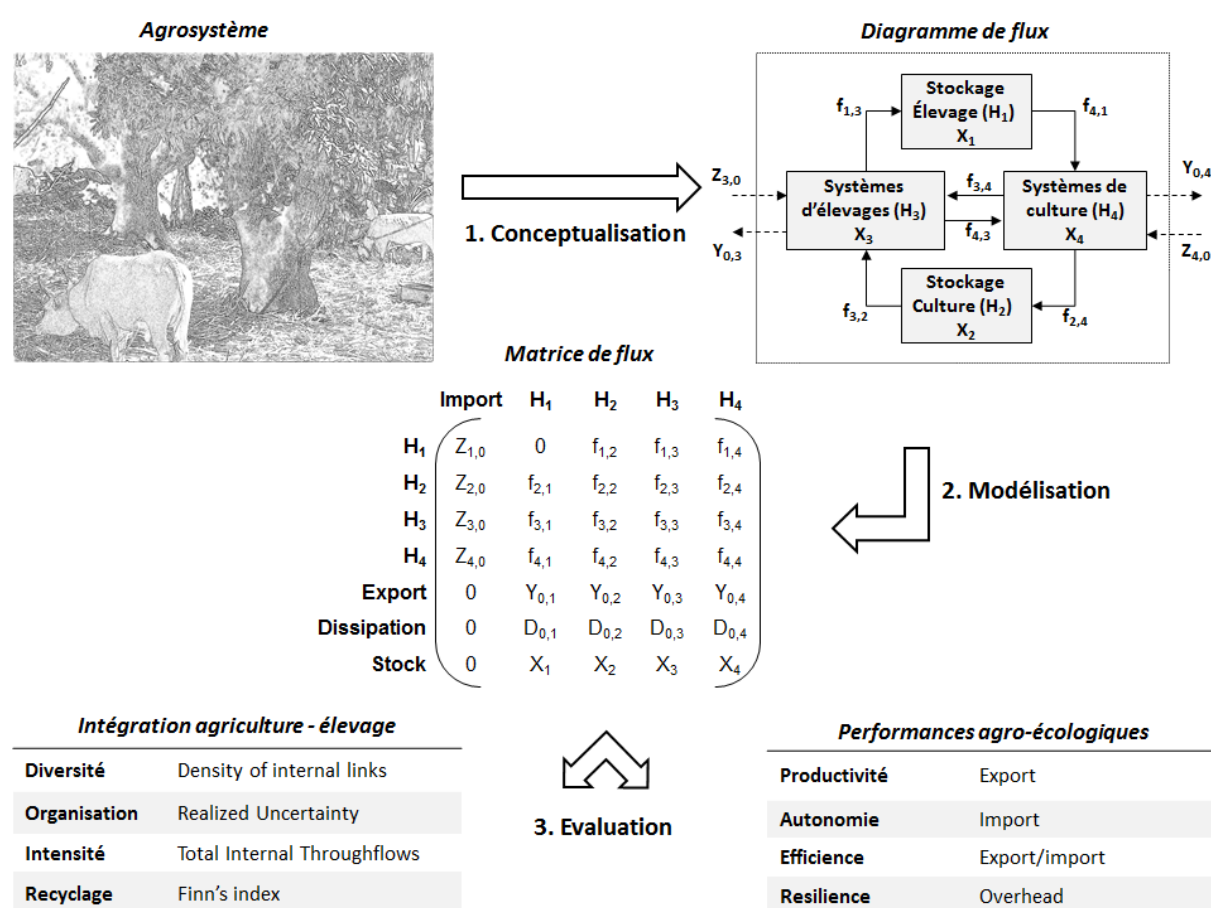 Agrosystème
Diagramme de flux
Stockage
Élevage (H1)
X1
f1,3
f4,1
Z3,0
Y0,3
Systèmes
d'élevages (H3)
X3
f3,4
f4,3
Systèmes de
culture (H4)
X4
Y0,4
Z4,0
Stockage
Culture (H2)
X2
f3,2
f2,4
1. Conceptualisation
Matrice de flux
Import H1 H2 H3 H4
H1 Z1,0 0 f1,2 f1,3 f1,4
H2 Z2,0 f2,1 f2,2 f2,3 f2,4
H3 Z3,0 f3,1 f3,2 f3,3 f3,4
H4 Z4,0 f4,1 f4,2 f4,3 f4,4
Export 0 Y0,1 Y0,2 Y0,3 Y0,4
Dissipation 0 D0,1 D0,2 D0,3 D0,4
Stock 0 X1 X2 X3 X4
2. Modélisation
Intégration agriculture - élevage
Diversité Density of internal links
Organisation Realized Uncertainty
Intensité Total Internal Throughflows
Recyclage Finn's index
3. Evaluation
Performances agro-écologiques
Productivité Export
Autonomie Import
Efficience Export/import
Resilience Overhead